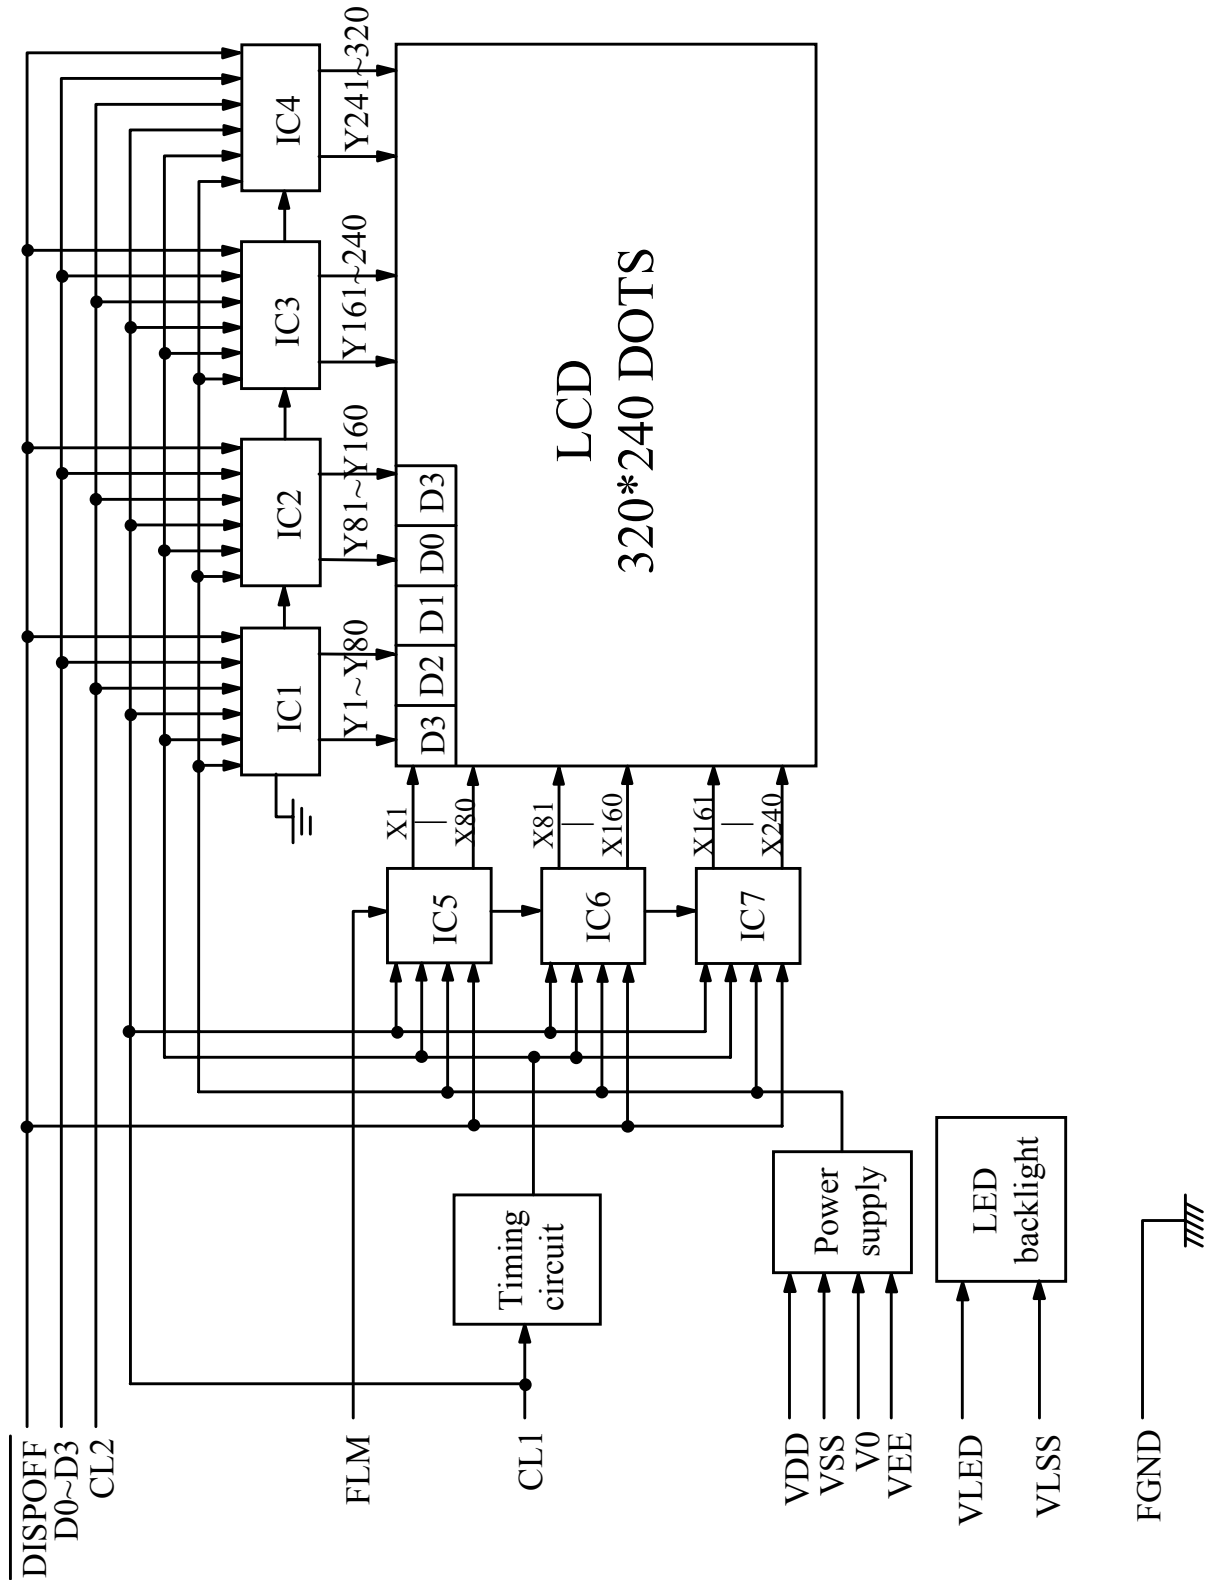 DISPOFF
D0~D3
CL2
FLM
CL1
VDD
VSS
V0
VEE
VLED
VLSS
FGND
Timing
circuit
Power
supply
LED
backlight
IC5
IC6
IC7
X1
X80
X81
X160
X161
X240
IC1
IC2
IC3
IC4
Y1~Y80
Y81~Y160
Y161~240
Y241~320
D3
D2
D1
D0
D3
LCD
320*240 DOTS